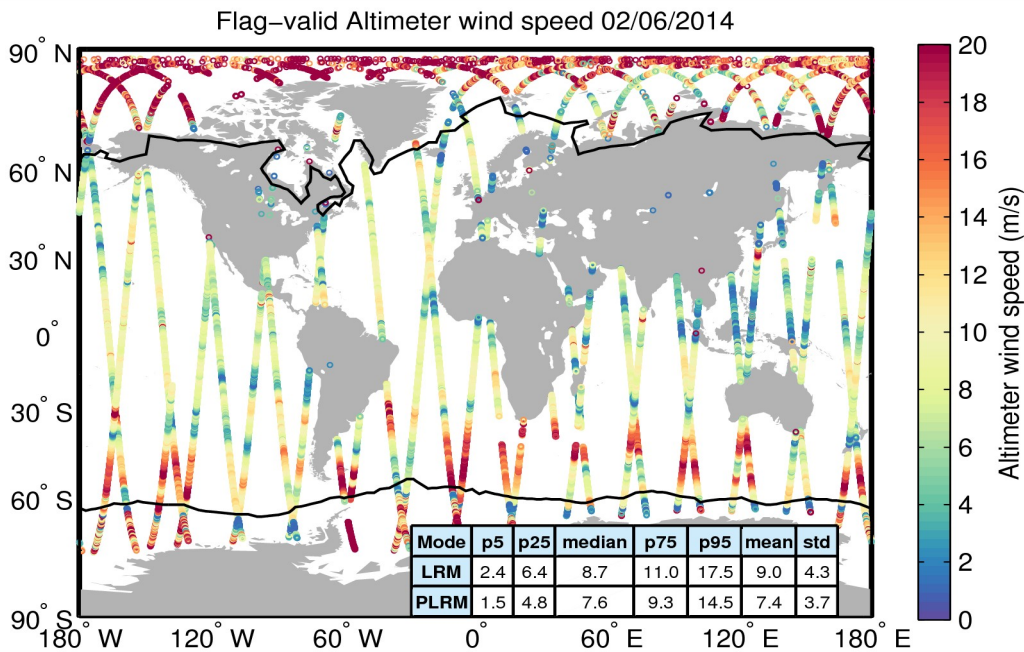 Flag−valid Altimeter wind speed 02/06/2014
90° N
60° N
30° N
0°
30° S
60° S
90° S
180° W
120° W
60° W
0°
60° E
120° E
180° E
Mode p5 p25 median p75 p95 mean std
LRM 2.4 6.4 8.7 11.0 17.5 9.0 4.3
PLRM 1.5 4.8 7.6 9.3 14.5 7.4 3.7
20
18
16
14
12
10
8
6
4
2
0
Altimeter wind speed (m/s)